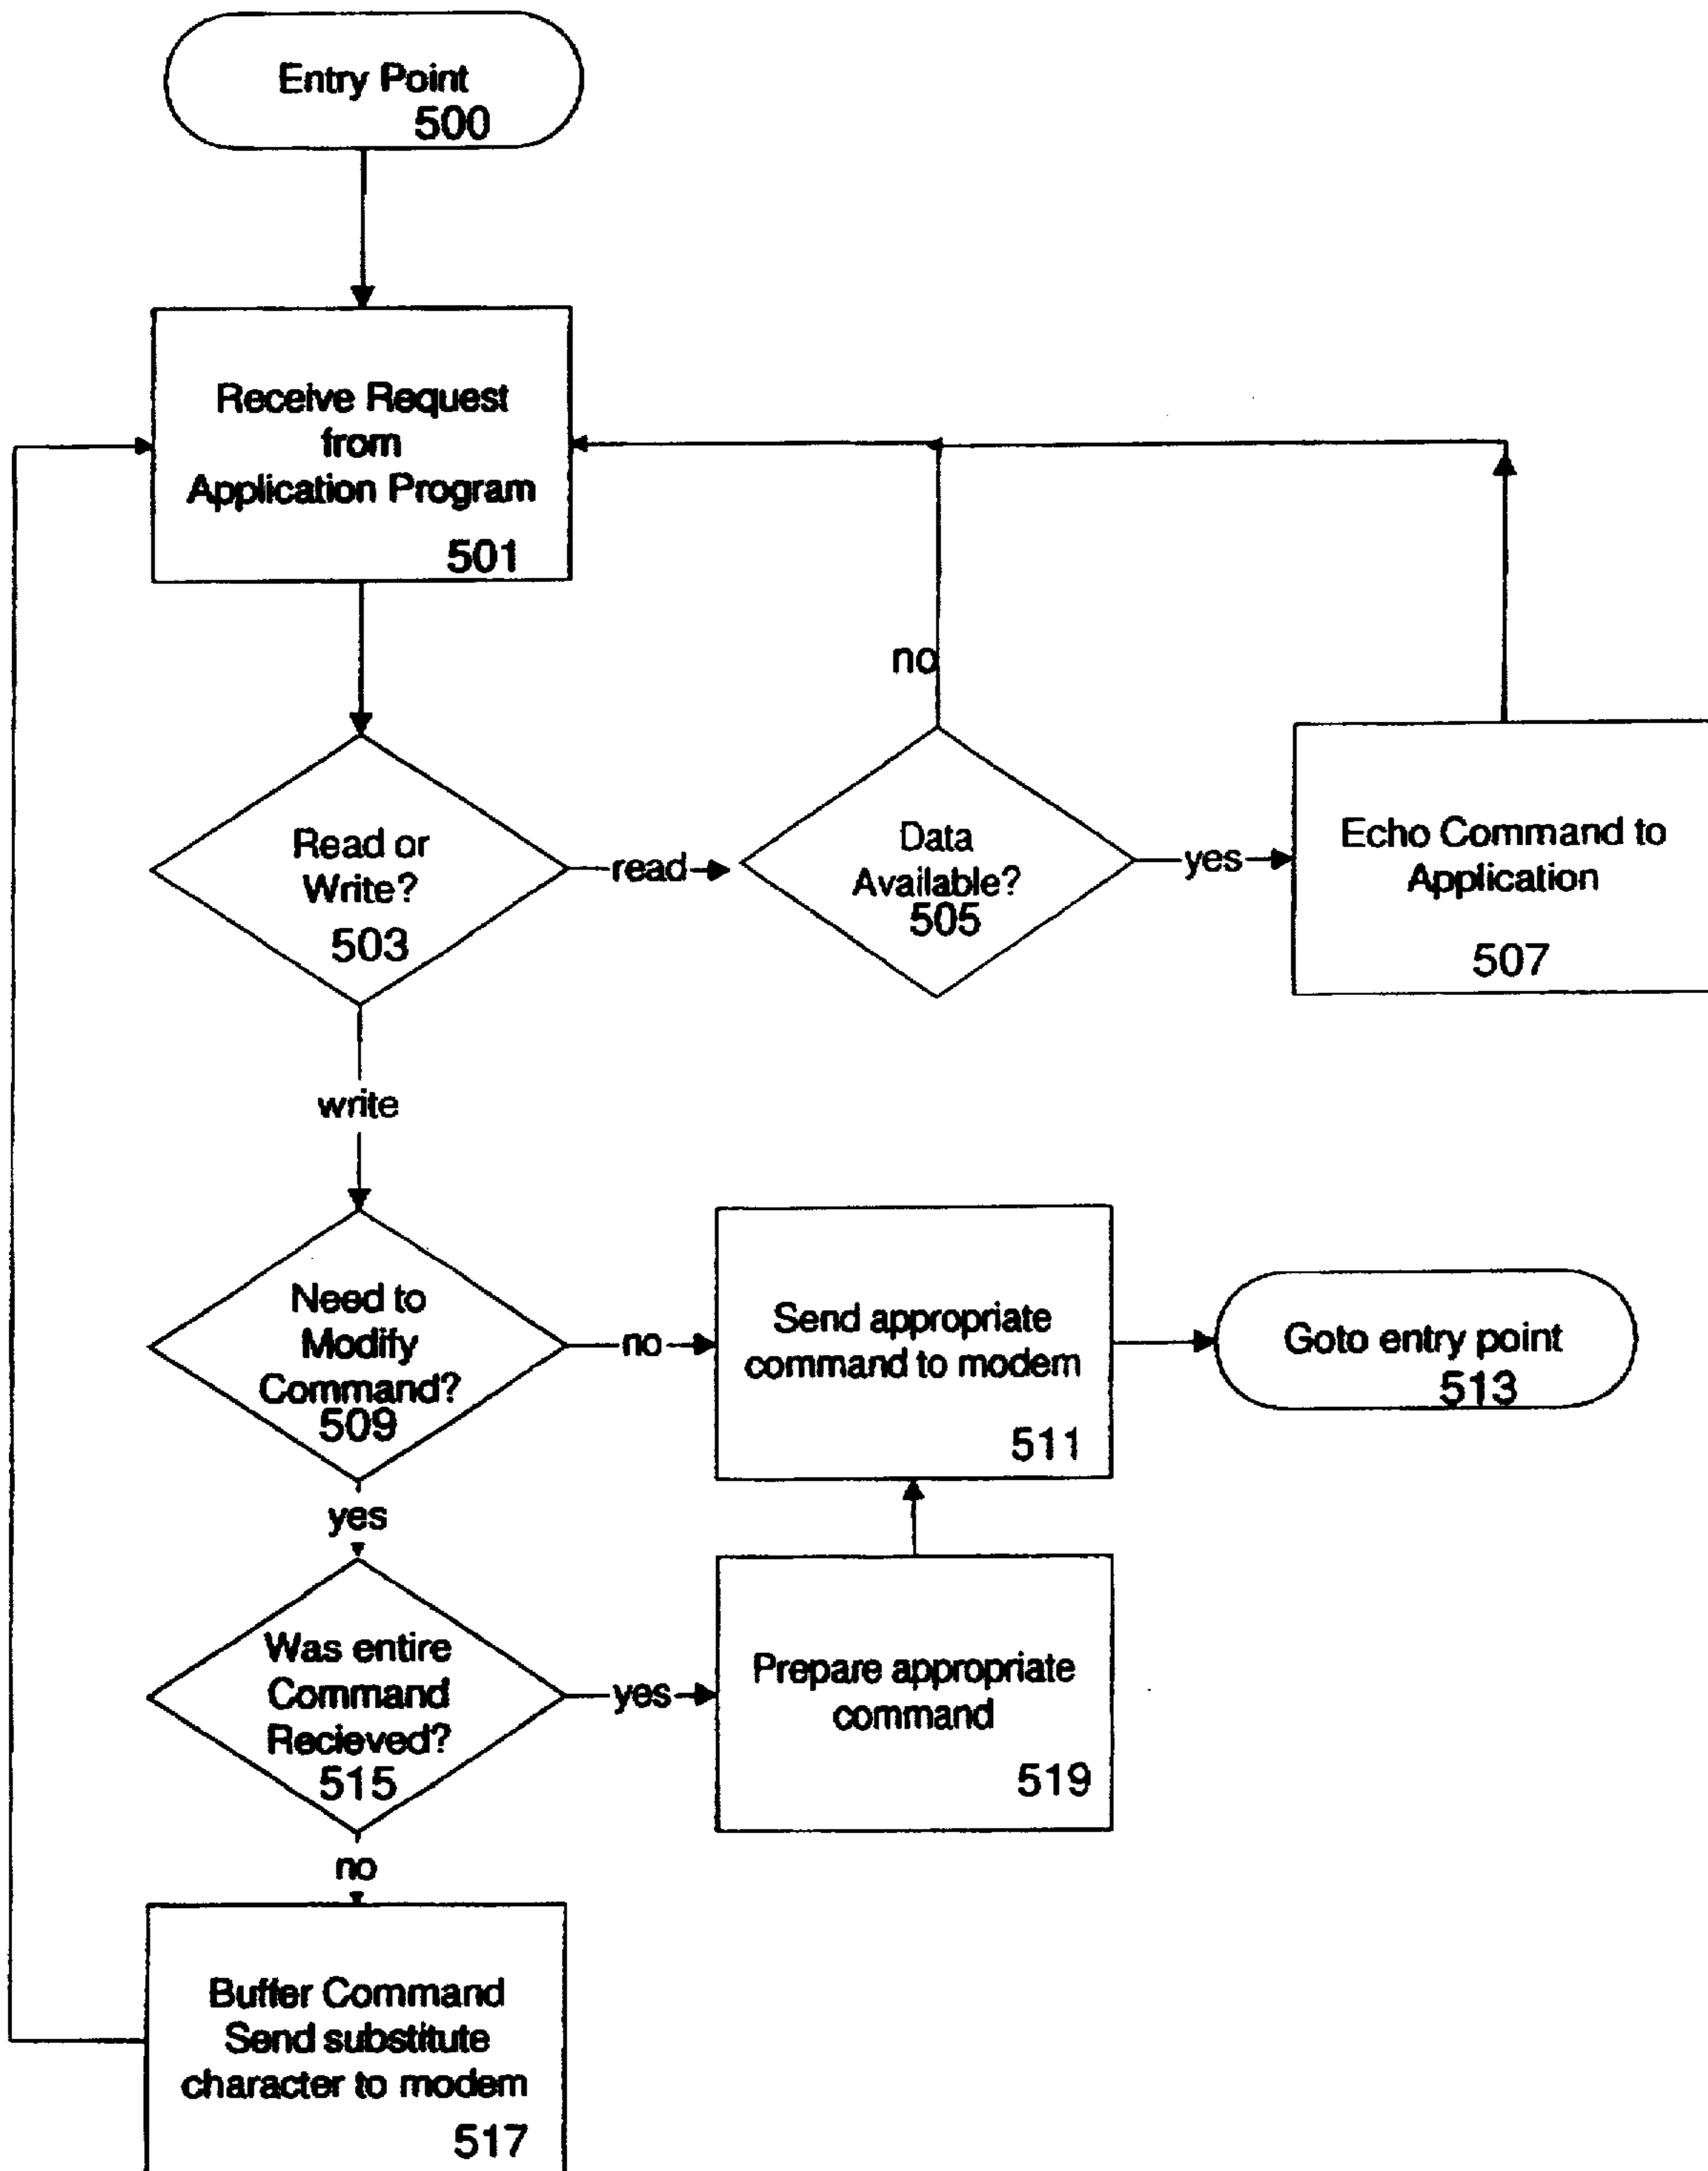 Entry Point
500
Receive Request
from
Application Program
501
no
Read or
Write?
503
read
Data
Available?
505
yes
Echo Command to
Application
507
write
Need to
Modify
Command?
509
no
Send appropriate
command to modem
511
Goto entry point
513
yes
Was entire
Command
Recieved?
515
yes
Prepare appropriate
command
519
no
Buffer Command
Send substitute
character to modem
517